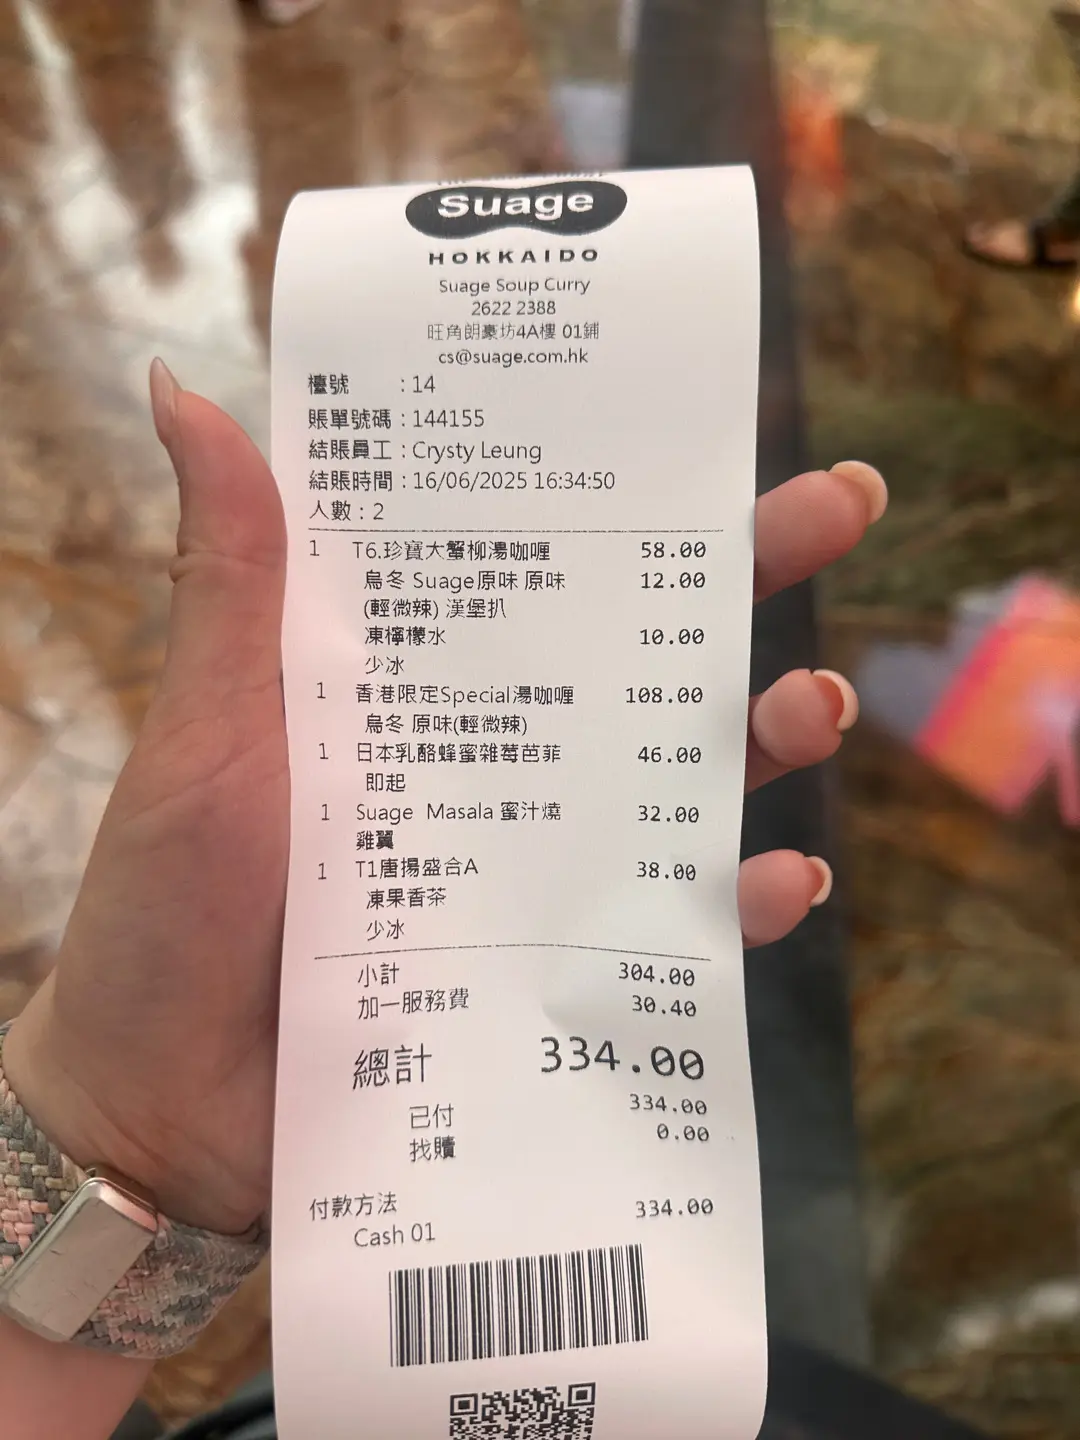 Suage
HOKKAIDO
Suage Soup Curry
2622 2388
旺角朗豪坊4A樓 01鋪
cs@suage.com.hk
檯號 : 14
賬單號碼 : 144155
結賬員工 : Crysty Leung
結賬時間 : 16/06/2025 16:34:50
人數 : 2
1 T6.珍寶大蟹柳湯咖喱 58.00
烏冬 Suage原味 原味 12.00
(輕微辣) 漢堡扒
凍檸檬水 10.00
少冰
1 香港限定Special湯咖喱 108.00
烏冬 原味(輕微辣)
1 日本乳酪蜂蜜雜莓芭菲 46.00
即起
1 Suage Masala 蜜汁燒 32.00
雞翼
1 T1唐揚盛合A 38.00
凍果香茶
少冰
小計 304.00
加一服務費 30.40
總計 334.00
已付 334.00
找贖 0.00
付款方法 334.00
Cash 01